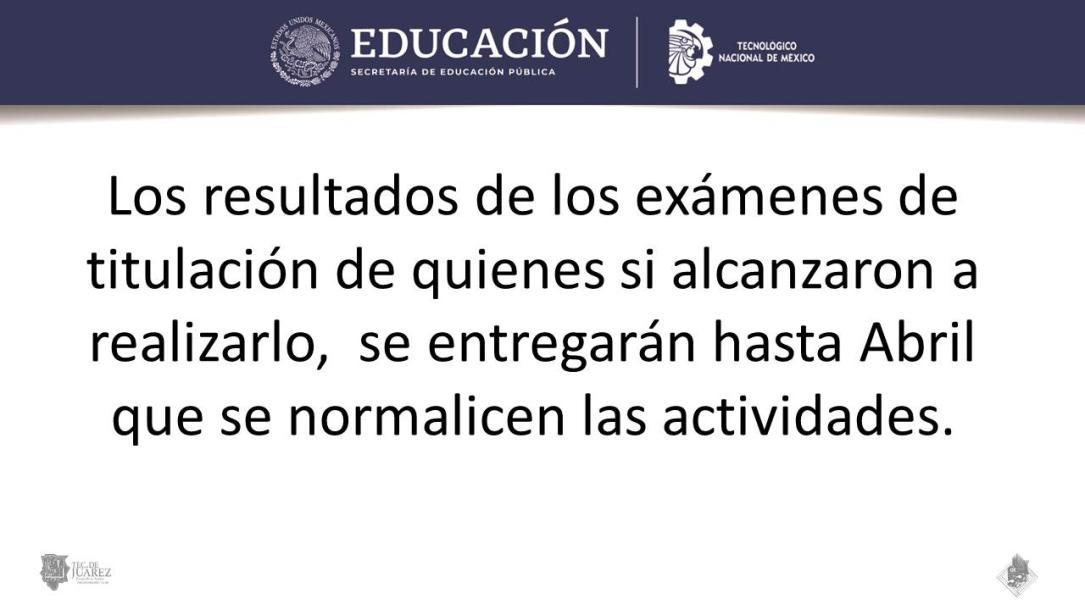 ESTADOS UNIDOS MEXICANOS
EDUCACIÓN
SECRETARÍA DE EDUCACIÓN PÚBLICA
TECNOLÓGICO
NACIONAL DE MÉXICO
Los resultados de los exámenes de
titulación de quienes si alcanzaron a
realizarlo,  se entregarán hasta Abril
que se normalicen las actividades.
TEC. DE
JUÁREZ